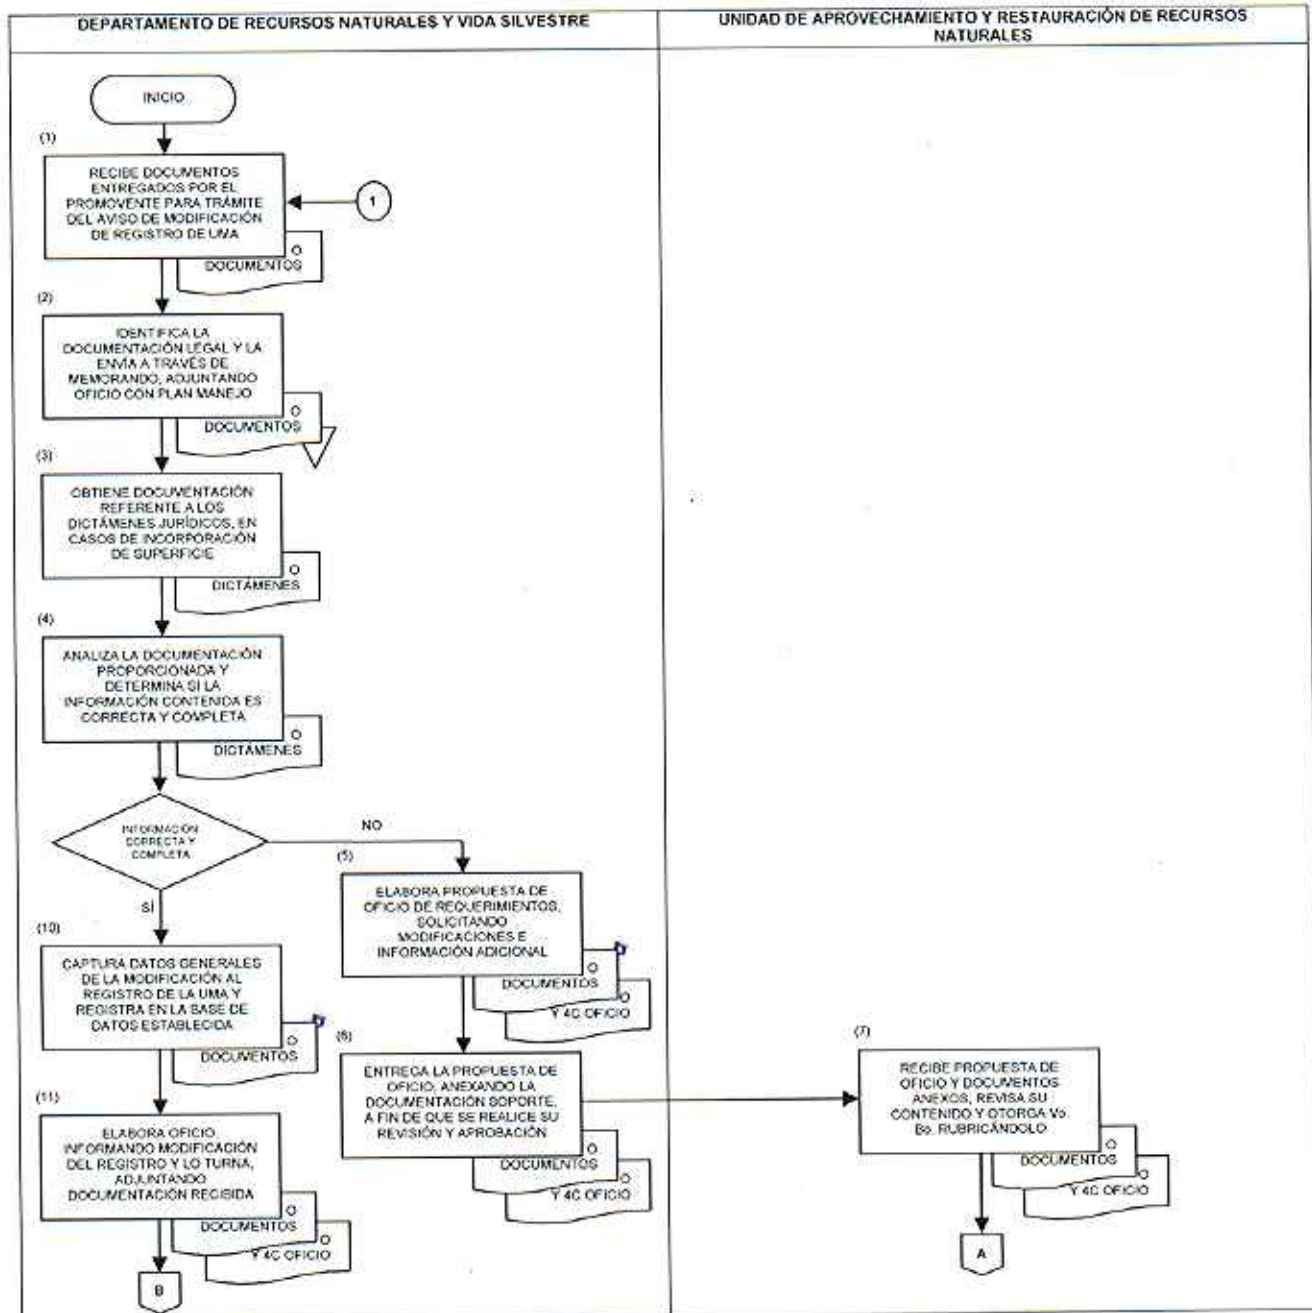 DEPARTAMENTO DE RECURSOS NATURALES Y VIDA SILVESTRE
UNIDAD DE APROVECHAMIENTO Y RESTAURACIÓN DE RECURSOS
NATURALES
INICIO
(1)
RECIBE DOCUMENTOS
ENTREGADOS POR EL
PROMOVENTE PARA TRÁMITE
DEL AVISO DE MODIFICACIÓN
DE REGISTRO DE UMA
1
O
DOCUMENTOS
(2)
IDENTIFICA LA
DOCUMENTACIÓN LEGAL Y LA
ENVÍA A TRAVÉS DE
MEMORANDO, ADJUNTANDO
OFICIO CON PLAN MANEJO
O
DOCUMENTOS
(3)
OBTIENE DOCUMENTACIÓN
REFERENTE A LOS
DICTÁMENES JURÍDICOS, EN
CASOS DE INCORPORACIÓN
DE SUPERFICIE
O
DICTÁMENES
(4)
ANALIZA LA DOCUMENTACIÓN
PROPORCIONADA Y
DETERMINA SI LA
INFORMACIÓN CONTENIDA ES
CORRECTA Y COMPLETA
O
DICTÁMENES
INFORMACIÓN
CORRECTA Y
COMPLETA
NO
SÍ
(5)
ELABORA PROPUESTA DE
OFICIO DE REQUERIMIENTOS,
SOLICITANDO
MODIFICACIONES E
INFORMACIÓN ADICIONAL
O
DOCUMENTOS
O
Y 4C OFICIO
(10)
CAPTURA DATOS GENERALES
DE LA MODIFICACIÓN AL
REGISTRO DE LA UMA Y
REGISTRA EN LA BASE DE
DATOS ESTABLECIDA
O
DOCUMENTOS
(6)
ENTREGA LA PROPUESTA DE
OFICIO, ANEXANDO LA
DOCUMENTACIÓN SOPORTE,
A FIN DE QUE SE REALICE SU
REVISIÓN Y APROBACIÓN
O
DOCUMENTOS
O
Y 4C OFICIO
(7)
RECIBE PROPUESTA DE
OFICIO Y DOCUMENTOS
ANEXOS, REVISA SU
CONTENIDO Y OTORGA Vo.
Bo. RUBRICÁNDOLO
O
DOCUMENTOS
O
Y 4C OFICIO
A
(11)
ELABORA OFICIO,
INFORMANDO MODIFICACIÓN
DEL REGISTRO Y LO TURNA,
ADJUNTANDO
DOCUMENTACIÓN RECIBIDA
O
DOCUMENTOS
O
Y 4C OFICIO
B